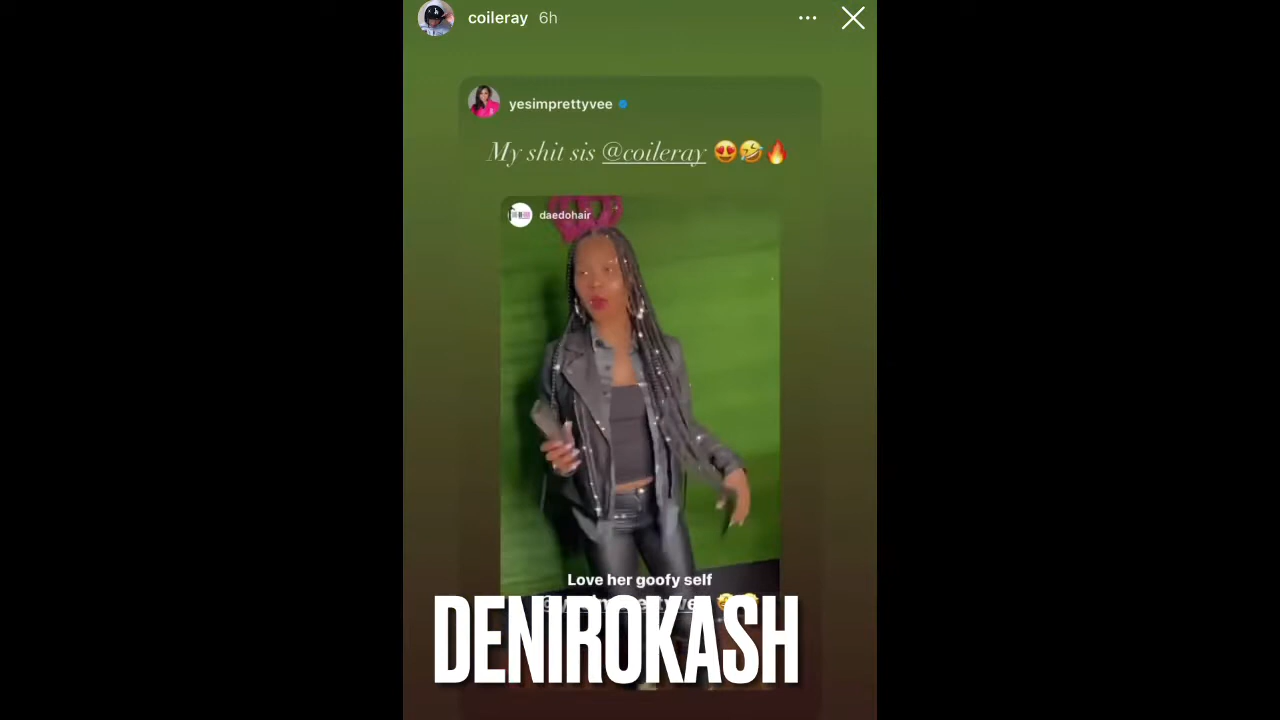 coileray 6h
yesimprettyvee
My shit sis @coileray 😍🤣🔥
daedohair
Love her goofy self
DENIROKASH